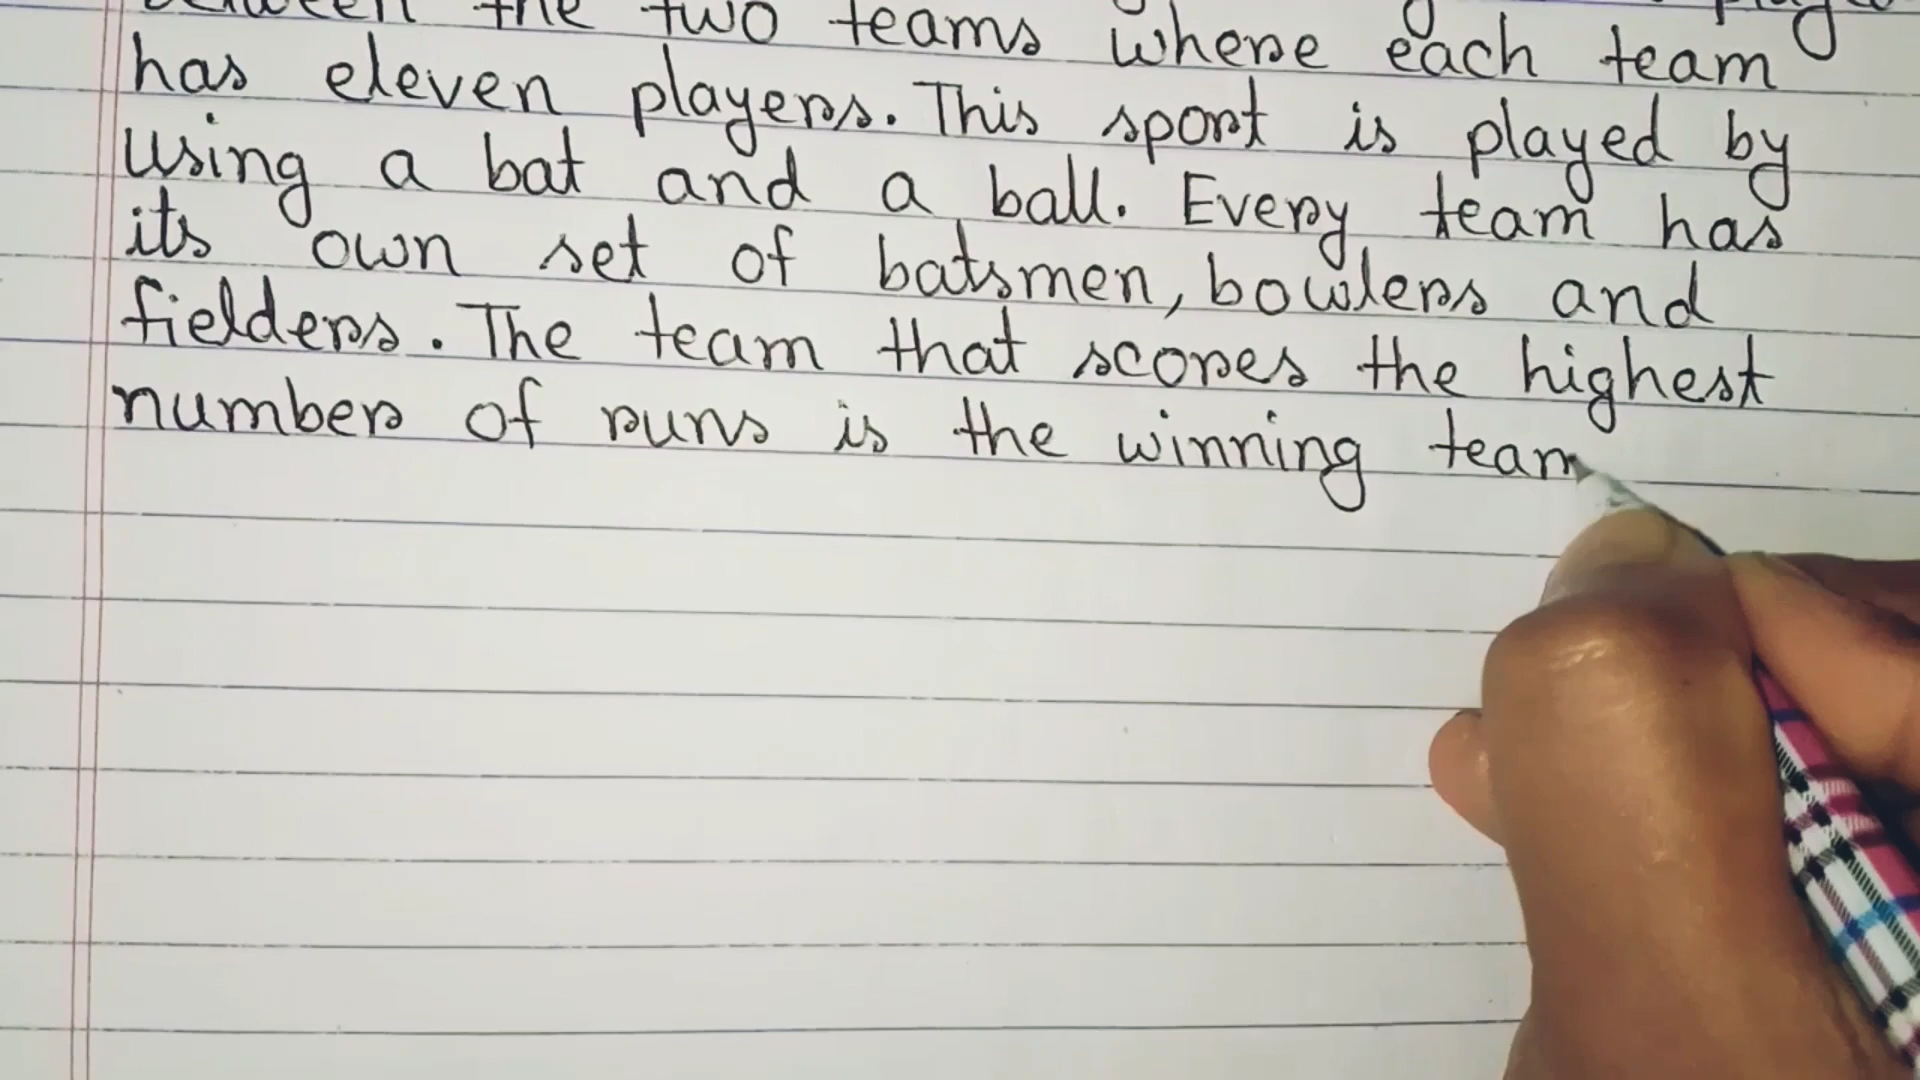 between the two teams where each team
has eleven players. This sport is played by
using a bat and a ball. Every team has
its own set of batsmen, bowlers and
fielders. The team that scores the highest
number of runs is the winning team